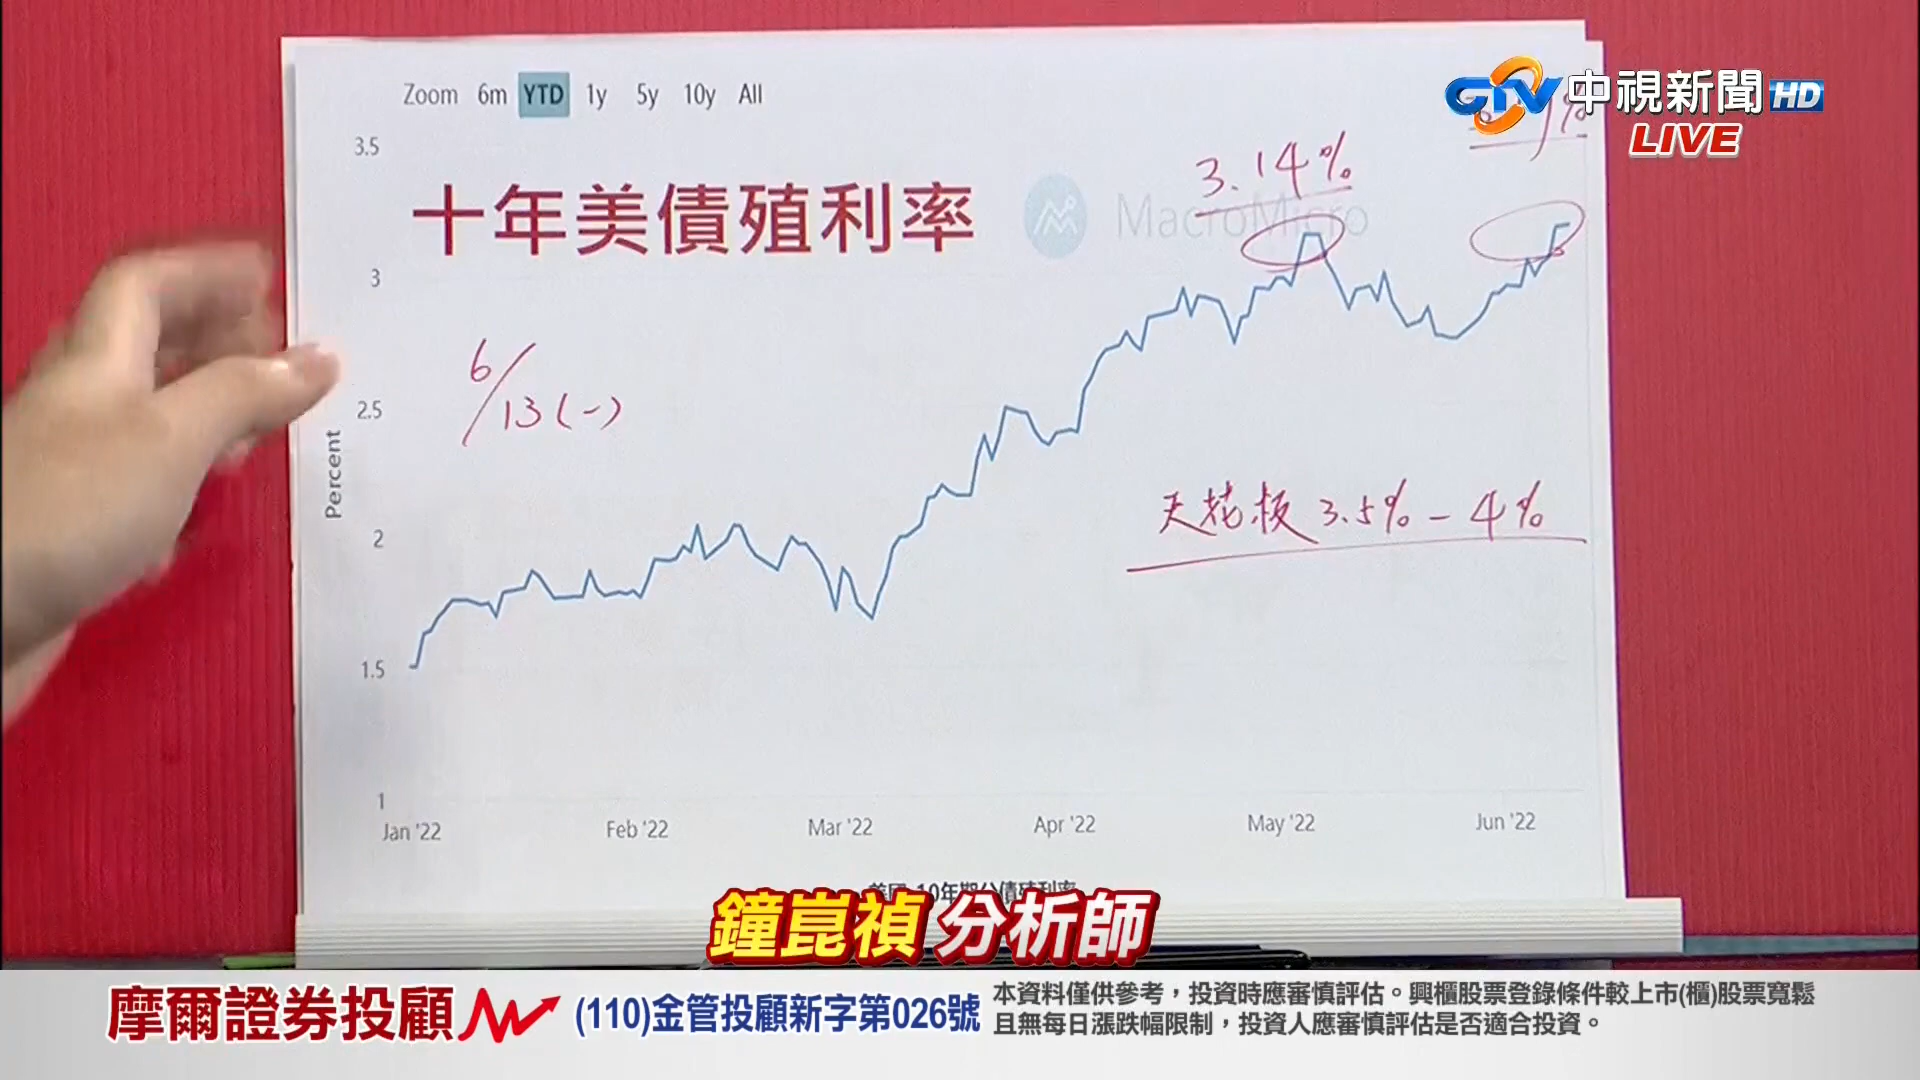 Zoom 6m YTD 1y 5y 10y All
CTV 中視新聞 HD
LIVE
3.5
3.14%
十年美債殖利率
MacroMicro
3
6/13(一)
2.5
Percent
天花板 3.5% - 4%
2
1.5
1
Jan '22 Feb '22 Mar '22 Apr '22 May '22 Jun '22
鐘崑禎 分析師
摩爾證券投顧 (110)金管投顧新字第026號
本資料僅供參考，投資時應審慎評估。興櫃股票登錄條件較上市(櫃)股票寬鬆
且無每日漲跌幅限制，投資人應審慎評估是否適合投資。